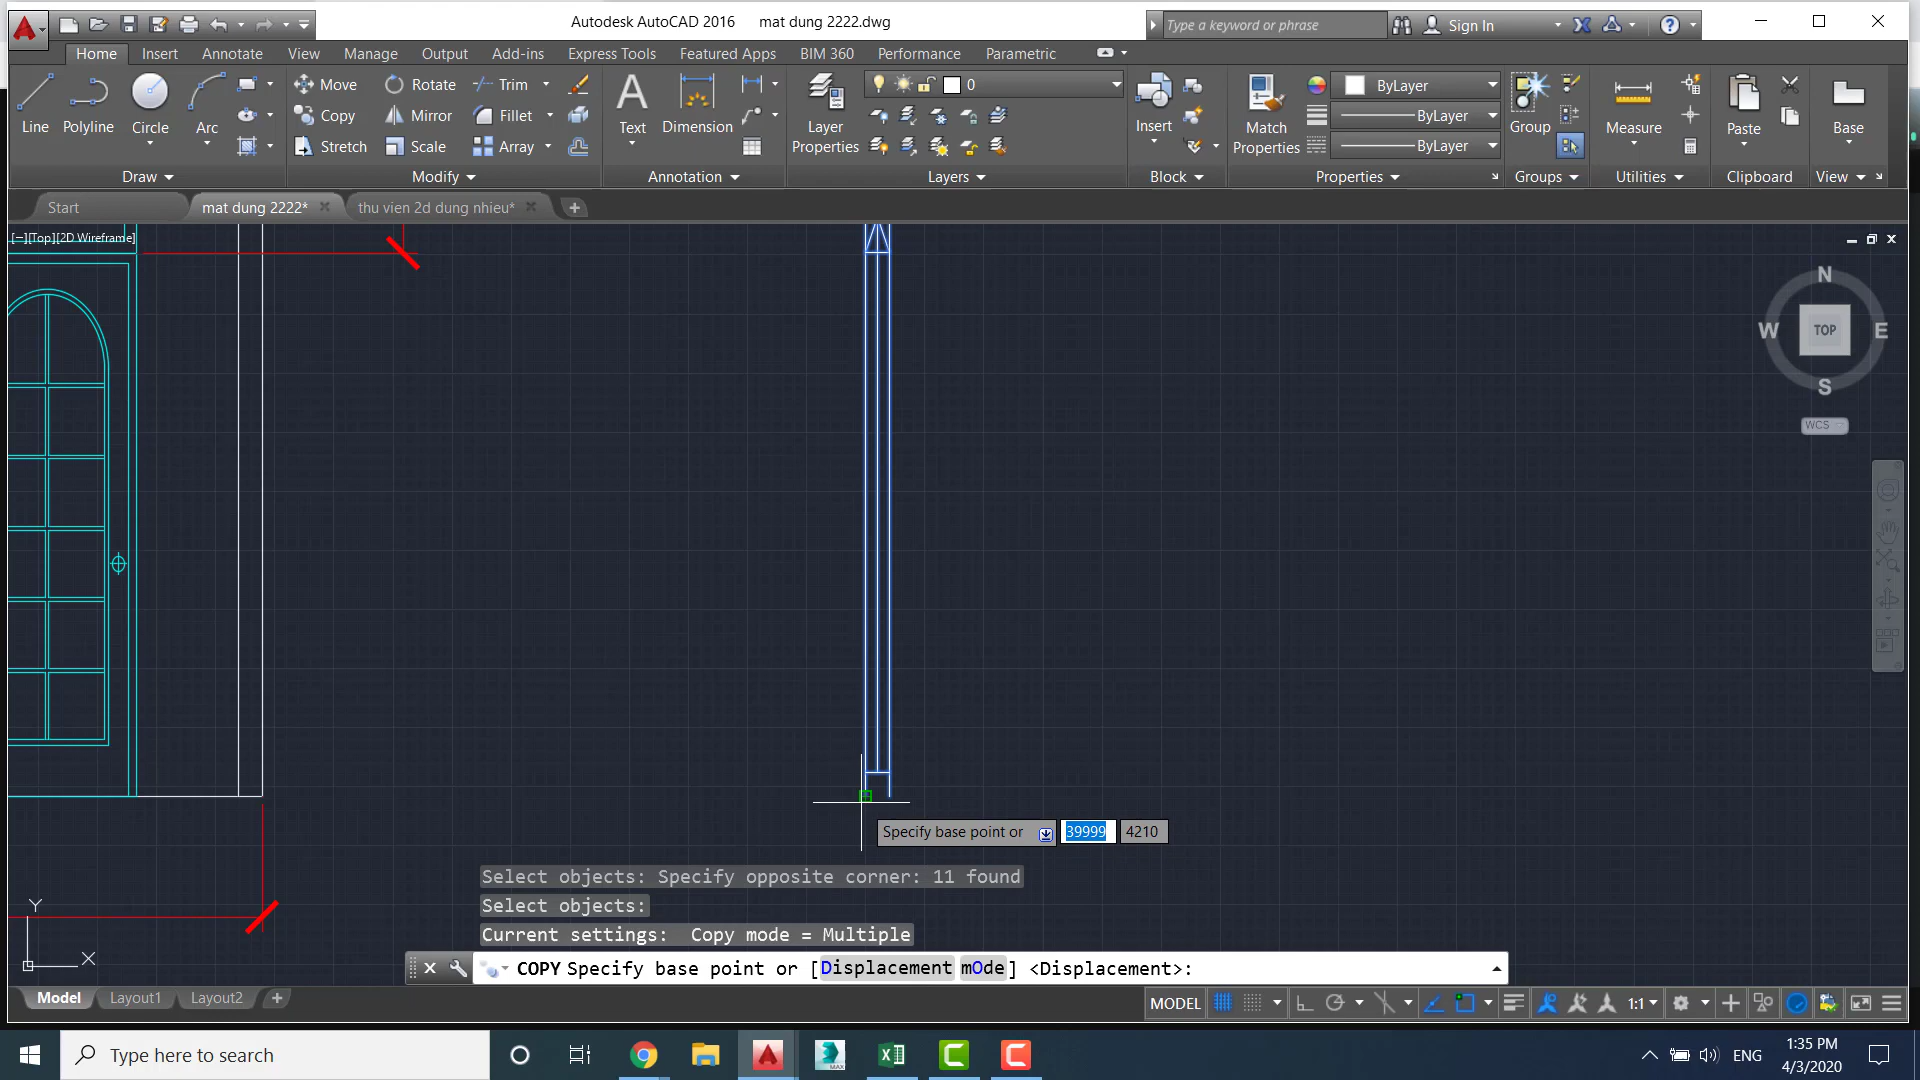 Autodesk AutoCAD 2016 mat dung 2222.dwg
Type a keyword or phrase
Sign In
Home Insert Annotate View Manage Output Add-ins Express Tools Featured Apps BIM 360 Performance Parametric
Line Polyline Circle Arc
Move Rotate Trim
Copy Mirror Fillet
Stretch Scale Array
Text Dimension
Layer Properties
0
Insert
Match Properties
ByLayer
ByLayer
ByLayer
Group
Measure
Paste
Base
Draw Modify Annotation Layers Block Properties Groups Utilities Clipboard View
Start mat dung 2222* thu vien 2d dung nhieu*
[−][Top][2D Wireframe]
N
W TOP E
S
WCS
Specify base point or 39999 4210
Select objects: Specify opposite corner: 11 found
Select objects:
Current settings: Copy mode = Multiple
COPY Specify base point or [Displacement mOde] <Displacement>:
Y
X
Model Layout1 Layout2
MODEL 1:1
Type here to search
MAX
ENG
1:35 PM
4/3/2020